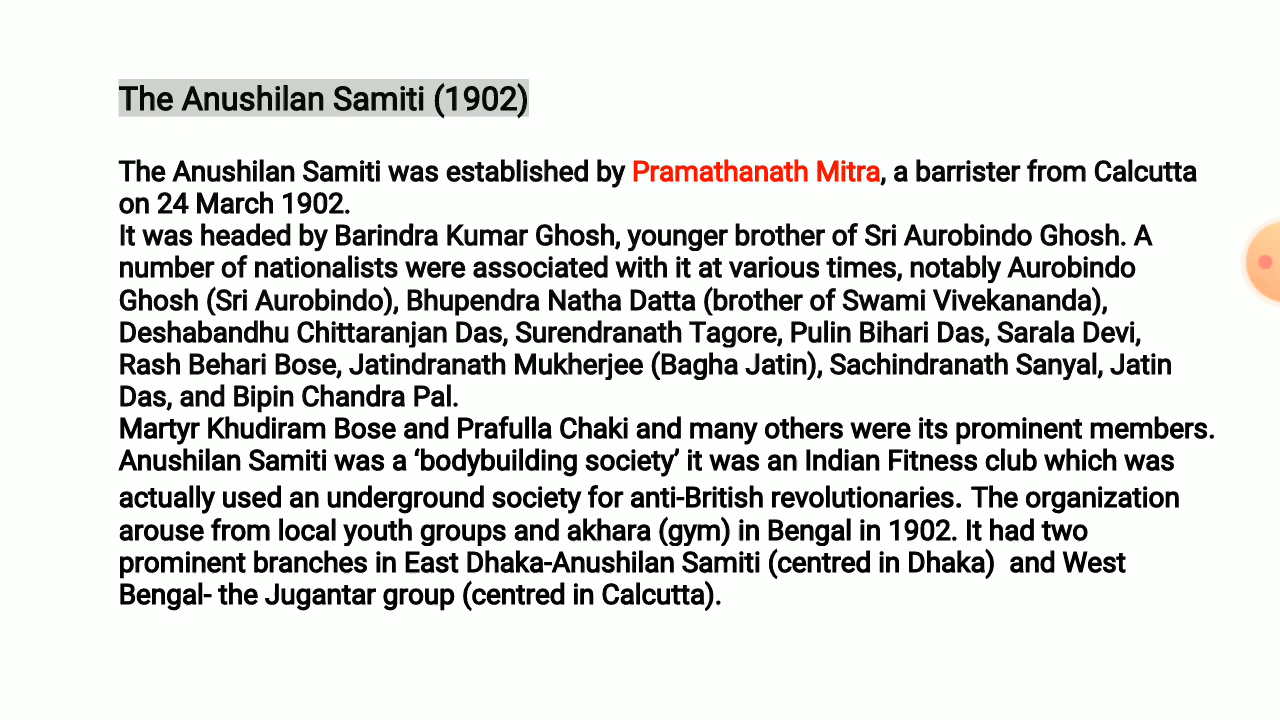 The Anushilan Samiti (1902)
The Anushilan Samiti was established by Pramathanath Mitra, a barrister from Calcutta
on 24 March 1902.
It was headed by Barindra Kumar Ghosh, younger brother of Sri Aurobindo Ghosh. A
number of nationalists were associated with it at various times, notably Aurobindo
Ghosh (Sri Aurobindo), Bhupendra Natha Datta (brother of Swami Vivekananda),
Deshabandhu Chittaranjan Das, Surendranath Tagore, Pulin Bihari Das, Sarala Devi,
Rash Behari Bose, Jatindranath Mukherjee (Bagha Jatin), Sachindranath Sanyal, Jatin
Das, and Bipin Chandra Pal.
Martyr Khudiram Bose and Prafulla Chaki and many others were its prominent members.
Anushilan Samiti was a ‘bodybuilding society’ it was an Indian Fitness club which was
actually used an underground society for anti-British revolutionaries. The organization
arouse from local youth groups and akhara (gym) in Bengal in 1902. It had two
prominent branches in East Dhaka-Anushilan Samiti (centred in Dhaka)  and West
Bengal- the Jugantar group (centred in Calcutta).